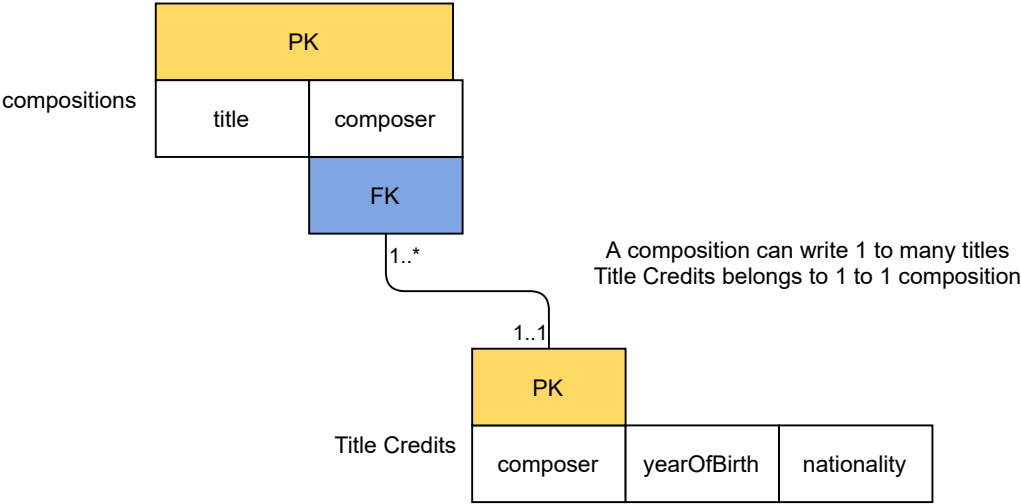 PK
compositions
title
composer
FK
1..*
A composition can write 1 to many titles
Title Credits belongs to 1 to 1 composition
1..1
PK
Title Credits
composer
yearOfBirth
nationality